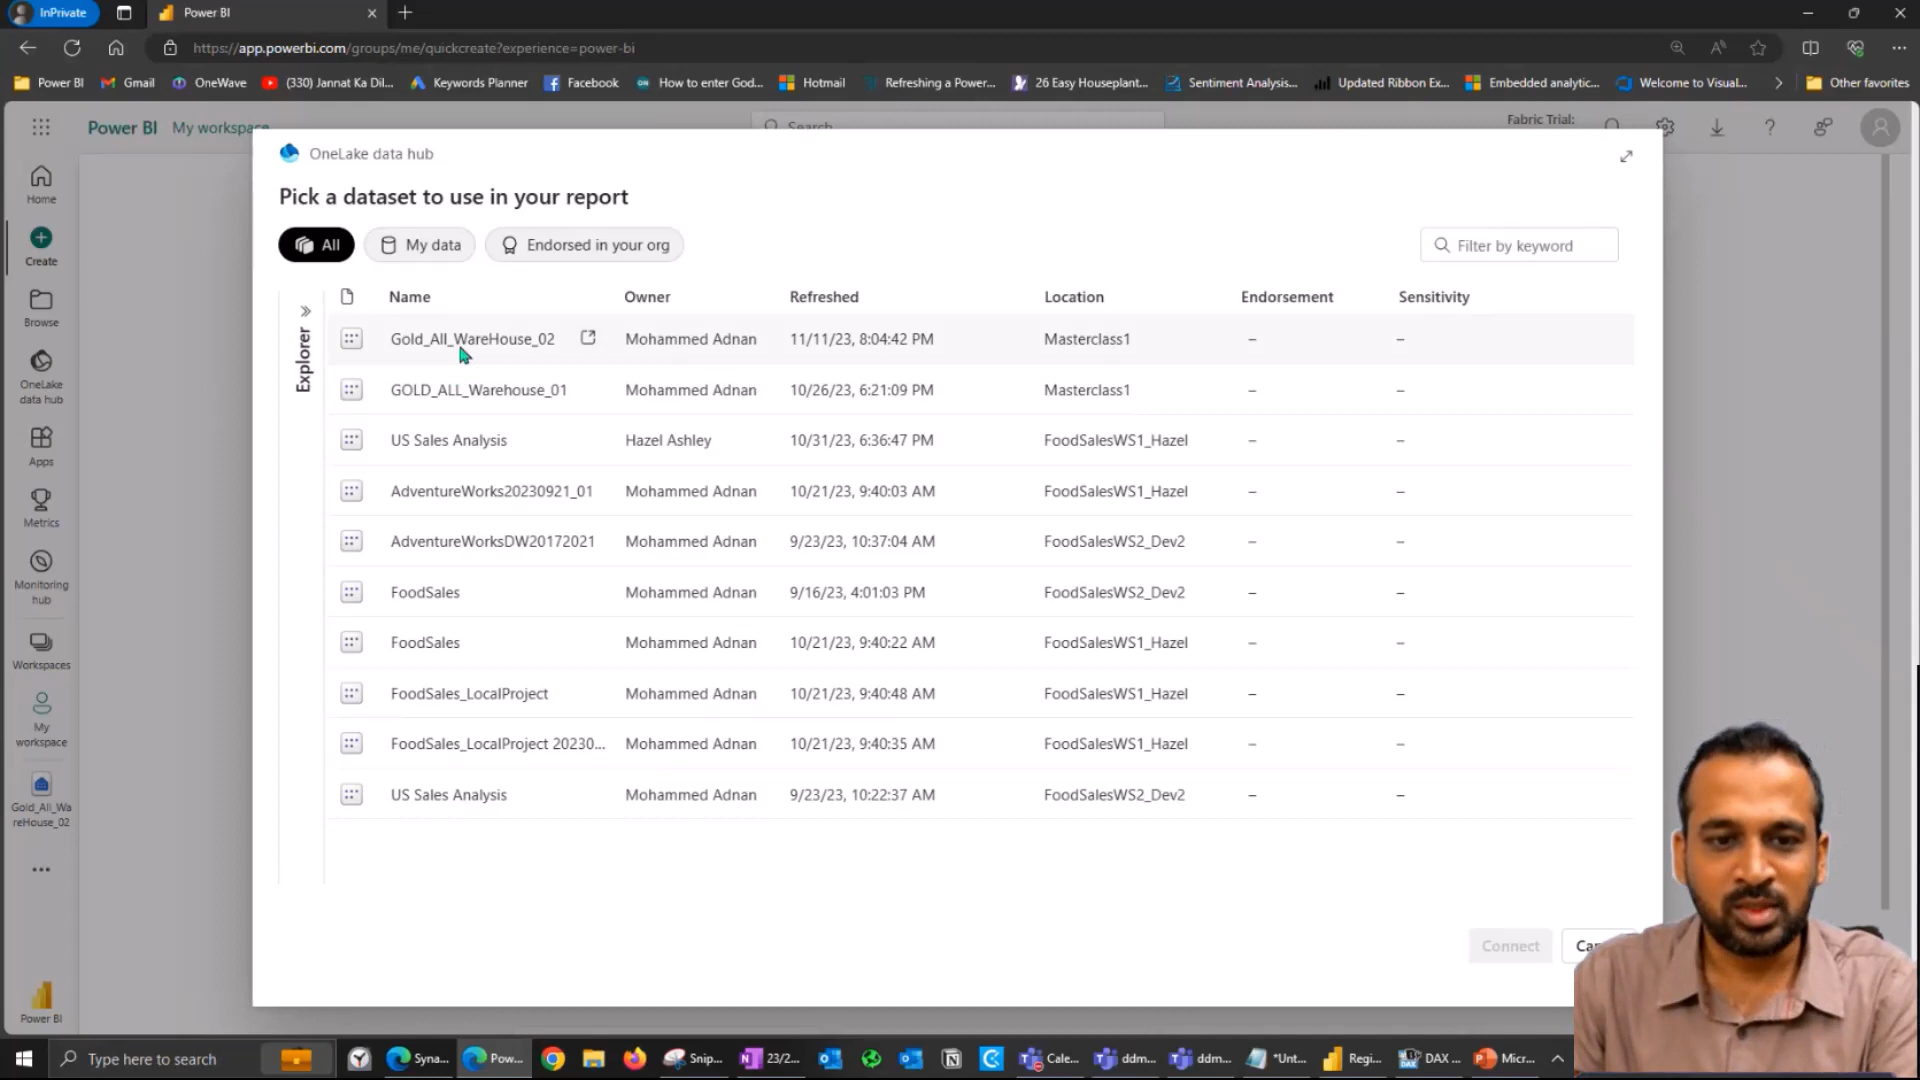 InPrivate
Power BI
https://app.powerbi.com/groups/me/quickcreate?experience=power-bi
Power BI
Gmail
OneWave
(330) Jannat Ka Dil...
Keywords Planner
Facebook
How to enter God...
Hotmail
Refreshing a Power...
26 Easy Houseplant...
Sentiment Analysis...
Updated Ribbon Ex...
Embedded analytic...
Welcome to Visual...
Other favorites
Power BI My workspace
Search
Fabric Trial:
OneLake data hub
Pick a dataset to use in your report
All
My data
Endorsed in your org
Filter by keyword
Home
Create
Browse
OneLake
data hub
Apps
Metrics
Monitoring
hub
Workspaces
My
workspace
Gold_All_Wa
reHouse_02
Power BI
Explorer
Name Owner Refreshed Location Endorsement Sensitivity
Gold_All_WareHouse_02 Mohammed Adnan 11/11/23, 8:04:42 PM Masterclass1 – –
GOLD_ALL_Warehouse_01 Mohammed Adnan 10/26/23, 6:21:09 PM Masterclass1 – –
US Sales Analysis Hazel Ashley 10/31/23, 6:36:47 PM FoodSalesWS1_Hazel – –
AdventureWorks20230921_01 Mohammed Adnan 10/21/23, 9:40:03 AM FoodSalesWS1_Hazel – –
AdventureWorksDW20172021 Mohammed Adnan 9/23/23, 10:37:04 AM FoodSalesWS2_Dev2 – –
FoodSales Mohammed Adnan 9/16/23, 4:01:03 PM FoodSalesWS2_Dev2 – –
FoodSales Mohammed Adnan 10/21/23, 9:40:22 AM FoodSalesWS1_Hazel – –
FoodSales_LocalProject Mohammed Adnan 10/21/23, 9:40:48 AM FoodSalesWS1_Hazel – –
FoodSales_LocalProject 20230... Mohammed Adnan 10/21/23, 9:40:35 AM FoodSalesWS1_Hazel – –
US Sales Analysis Mohammed Adnan 9/23/23, 10:22:37 AM FoodSalesWS2_Dev2 – –
Connect
Type here to search
Syna...
Pow...
Snip...
23/2...
Cale...
ddm...
ddm...
*Unt...
Regi...
DAX ...
Micr...